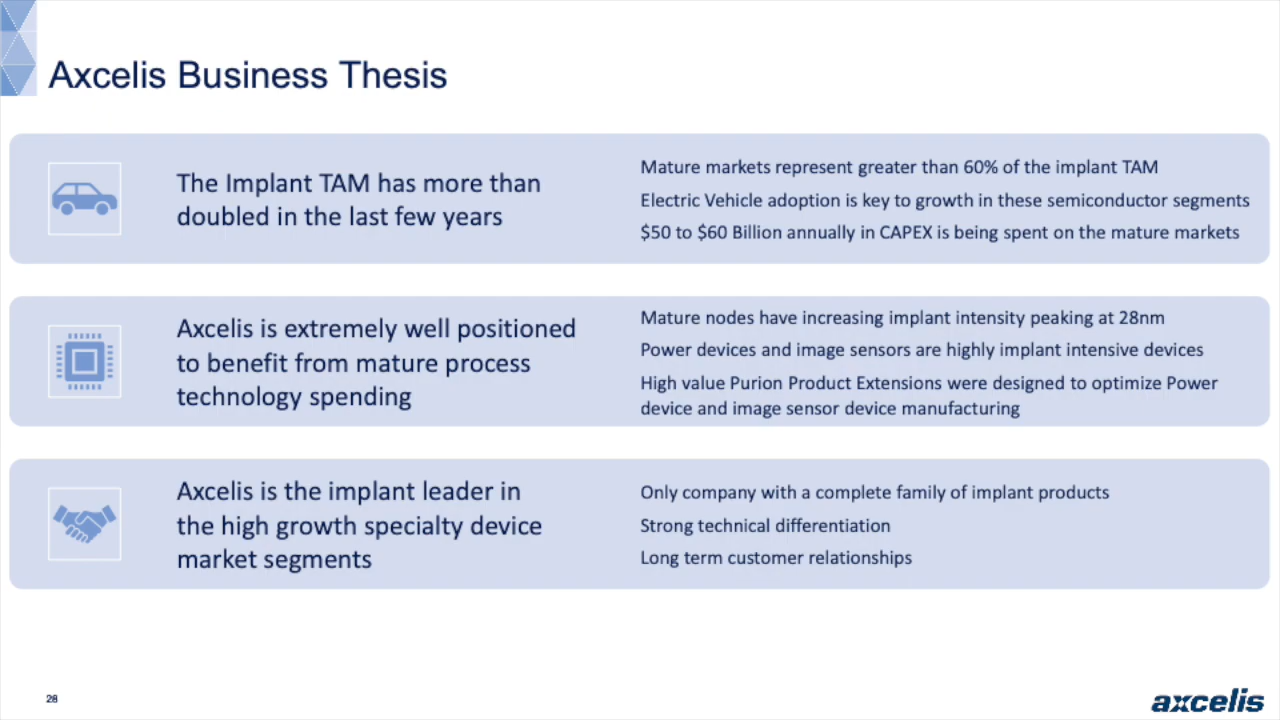 Axcelis Business Thesis
The Implant TAM has more than
doubled in the last few years
Mature markets represent greater than 60% of the implant TAM
Electric Vehicle adoption is key to growth in these semiconductor segments
$50 to $60 Billion annually in CAPEX is being spent on the mature markets
Axcelis is extremely well positioned
to benefit from mature process
technology spending
Mature nodes have increasing implant intensity peaking at 28nm
Power devices and image sensors are highly implant intensive devices
High value Purion Product Extensions were designed to optimize Power
device and image sensor device manufacturing
Axcelis is the implant leader in
the high growth specialty device
market segments
Only company with a complete family of implant products
Strong technical differentiation
Long term customer relationships
28
axcelis